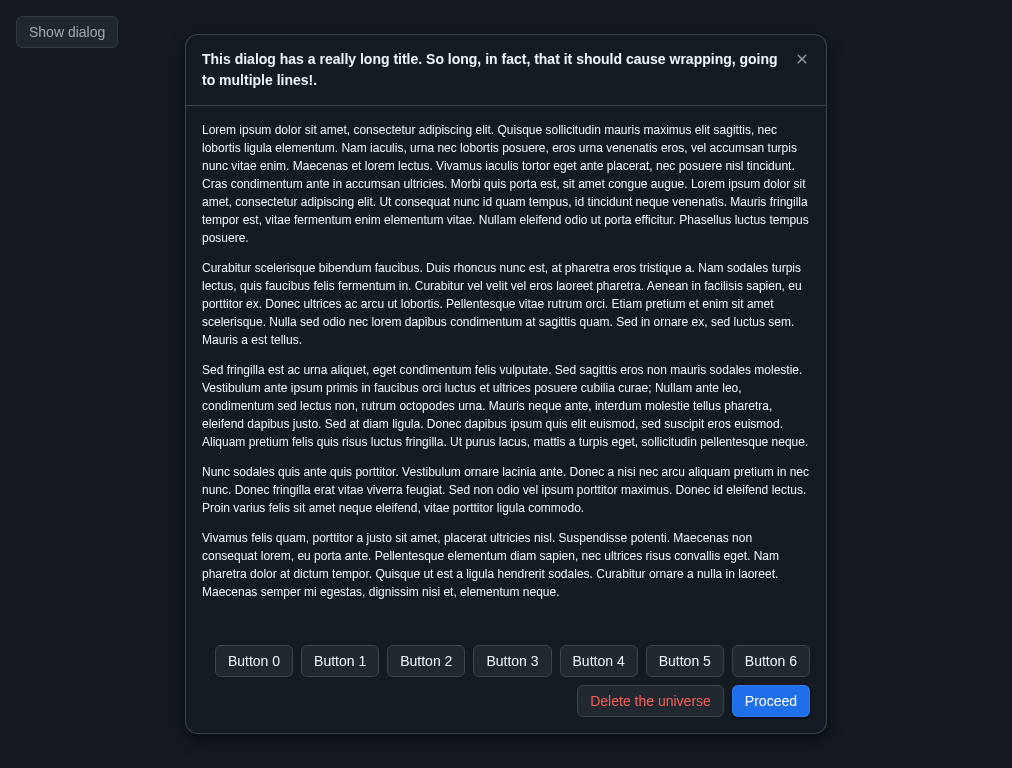 Show dialog
This dialog has a really long title. So long, in fact, that it should cause wrapping, going
to multiple lines!.
Lorem ipsum dolor sit amet, consectetur adipiscing elit. Quisque sollicitudin mauris maximus elit sagittis, nec
lobortis ligula elementum. Nam iaculis, urna nec lobortis posuere, eros urna venenatis eros, vel accumsan turpis
nunc vitae enim. Maecenas et lorem lectus. Vivamus iaculis tortor eget ante placerat, nec posuere nisl tincidunt.
Cras condimentum ante in accumsan ultricies. Morbi quis porta est, sit amet congue augue. Lorem ipsum dolor sit
amet, consectetur adipiscing elit. Ut consequat nunc id quam tempus, id tincidunt neque venenatis. Mauris fringilla
tempor est, vitae fermentum enim elementum vitae. Nullam eleifend odio ut porta efficitur. Phasellus luctus tempus
posuere.
Curabitur scelerisque bibendum faucibus. Duis rhoncus nunc est, at pharetra eros tristique a. Nam sodales turpis
lectus, quis faucibus felis fermentum in. Curabitur vel velit vel eros laoreet pharetra. Aenean in facilisis sapien, eu
porttitor ex. Donec ultrices ac arcu ut lobortis. Pellentesque vitae rutrum orci. Etiam pretium et enim sit amet
scelerisque. Nulla sed odio nec lorem dapibus condimentum at sagittis quam. Sed in ornare ex, sed luctus sem.
Mauris a est tellus.
Sed fringilla est ac urna aliquet, eget condimentum felis vulputate. Sed sagittis eros non mauris sodales molestie.
Vestibulum ante ipsum primis in faucibus orci luctus et ultrices posuere cubilia curae; Nullam ante leo,
condimentum sed lectus non, rutrum octopodes urna. Mauris neque ante, interdum molestie tellus pharetra,
eleifend dapibus justo. Sed at diam ligula. Donec dapibus ipsum quis elit euismod, sed suscipit eros euismod.
Aliquam pretium felis quis risus luctus fringilla. Ut purus lacus, mattis a turpis eget, sollicitudin pellentesque neque.
Nunc sodales quis ante quis porttitor. Vestibulum ornare lacinia ante. Donec a nisi nec arcu aliquam pretium in nec
nunc. Donec fringilla erat vitae viverra feugiat. Sed non odio vel ipsum porttitor maximus. Donec id eleifend lectus.
Proin varius felis sit amet neque eleifend, vitae porttitor ligula commodo.
Vivamus felis quam, porttitor a justo sit amet, placerat ultricies nisl. Suspendisse potenti. Maecenas non
consequat lorem, eu porta ante. Pellentesque elementum diam sapien, nec ultrices risus convallis eget. Nam
pharetra dolor at dictum tempor. Quisque ut est a ligula hendrerit sodales. Curabitur ornare a nulla in laoreet.
Maecenas semper mi egestas, dignissim nisi et, elementum neque.
Button 0 Button 1 Button 2 Button 3 Button 4 Button 5 Button 6
Delete the universe Proceed